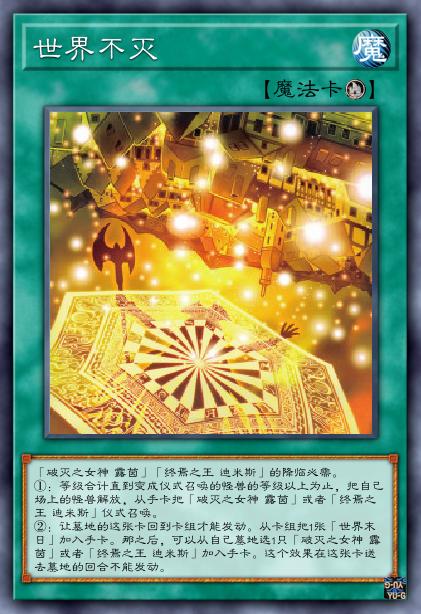 世界不灭
魔
【魔法卡】
「破灭之女神 露茵」「终焉之王 迪米斯」的降临必需。
①：等级合计直到变成仪式召唤的怪兽的等级以上为止，把自己
场上的怪兽解放，从手卡把「破灭之女神 露茵」或者「终焉之
王 迪米斯」仪式召唤。
②：让墓地的这张卡回到卡组才能发动。从卡组把1张「世界末
日」加入手卡。那之后，可以从自己墓地选1只「破灭之女神 露
茵」或者「终焉之王 迪米斯」加入手卡。这个效果在这张卡送
去墓地的回合不能发动。